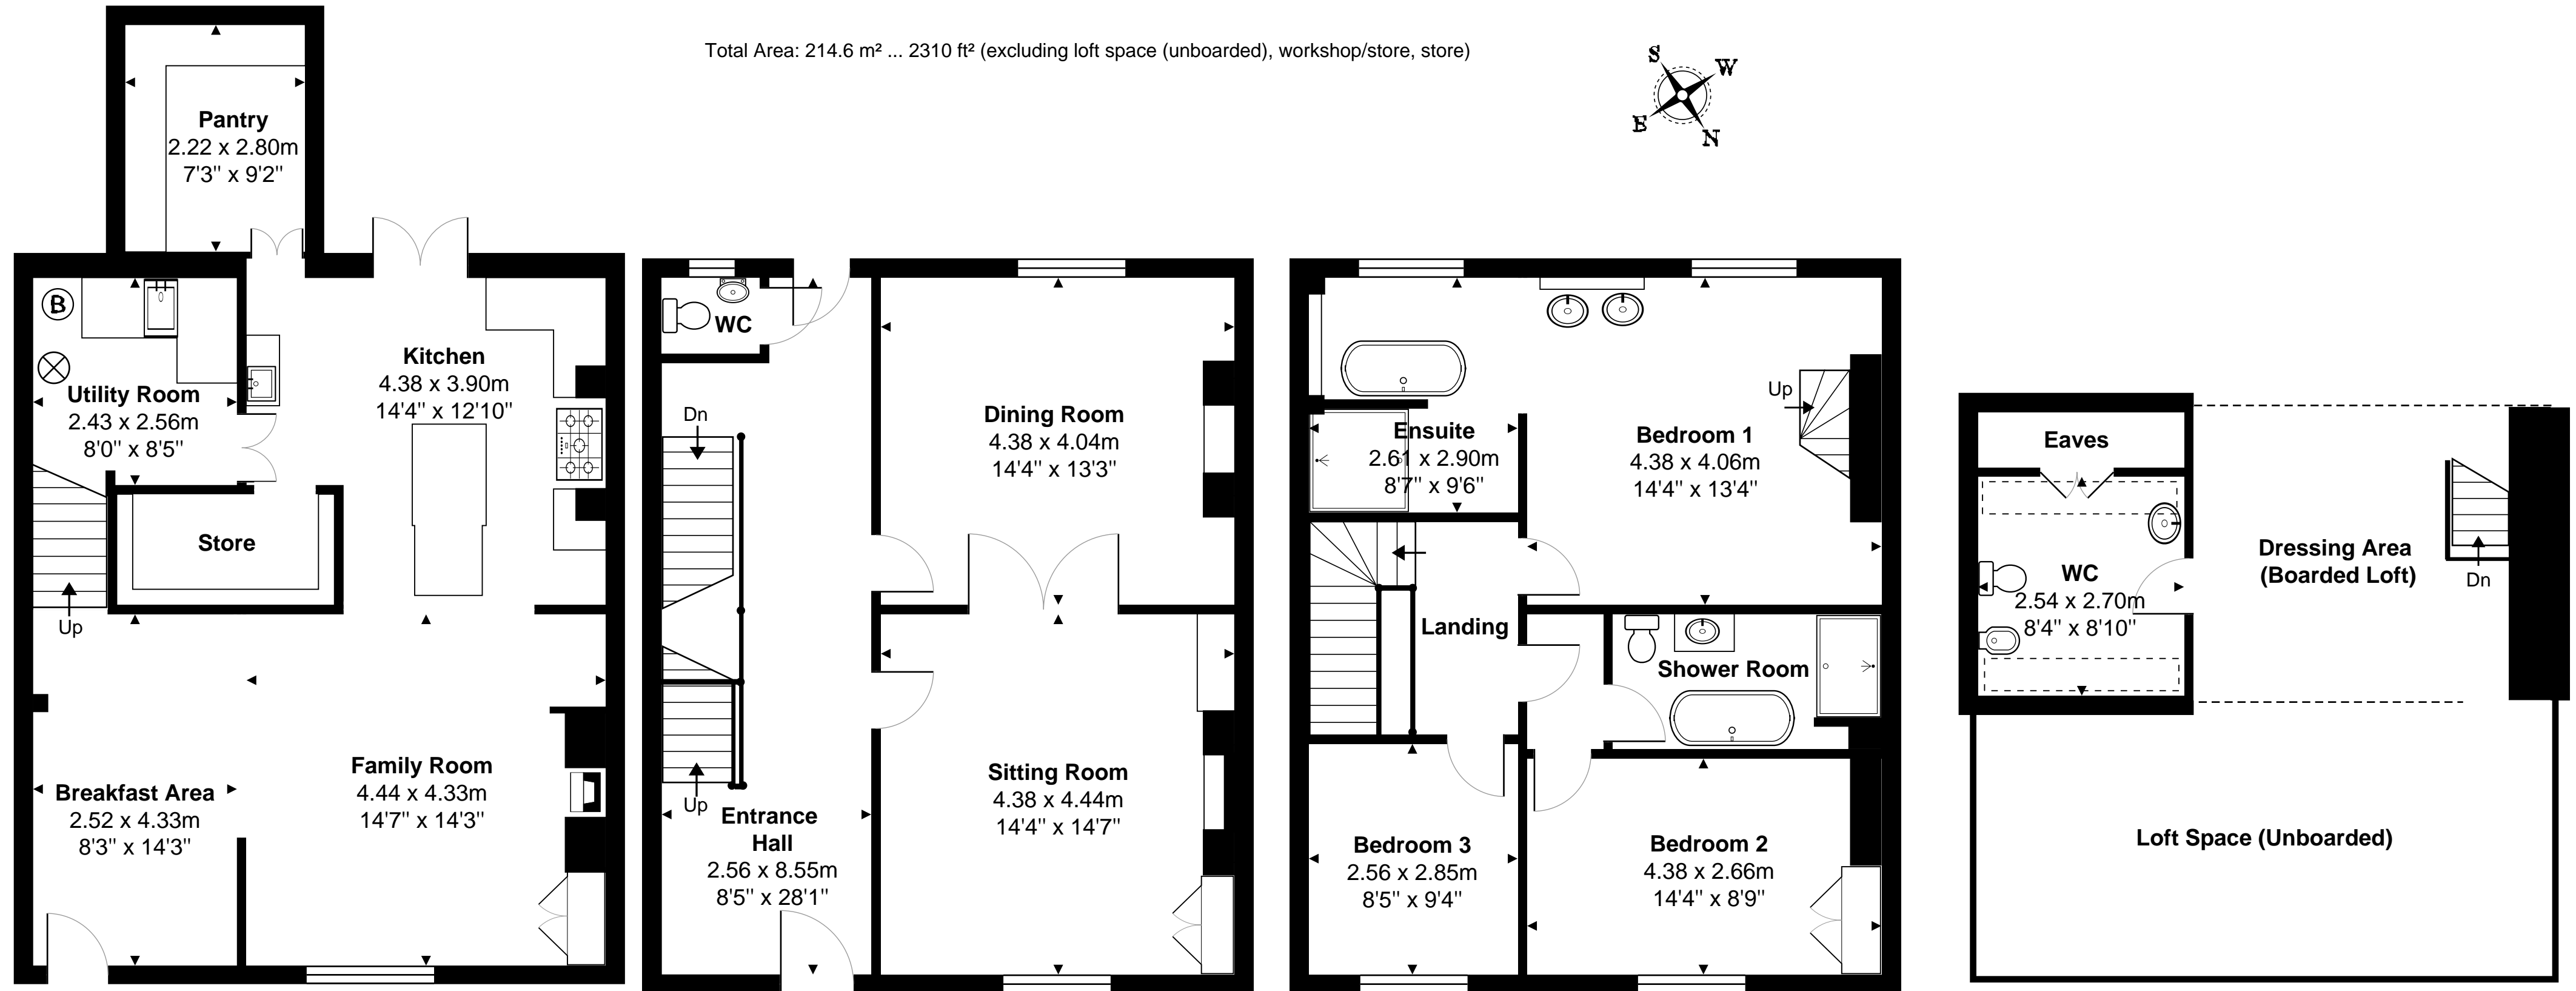 Total Area: 214.6 m² ... 2310 ft² (excluding loft space (unboarded), workshop/store, store)
S
W
E
N
Pantry
2.22 x 2.80m
7'3" x 9'2"
B
Utility Room
2.43 x 2.56m
8'0" x 8'5"
Kitchen
4.38 x 3.90m
14'4" x 12'10"
Store
Up
Breakfast Area
2.52 x 4.33m
8'3" x 14'3"
Family Room
4.44 x 4.33m
14'7" x 14'3"
WC
Dn
Up
Entrance
Hall
2.56 x 8.55m
8'5" x 28'1"
Dining Room
4.38 x 4.04m
14'4" x 13'3"
Sitting Room
4.38 x 4.44m
14'4" x 14'7"
Ensuite
2.61 x 2.90m
8'7" x 9'6"
Up
Bedroom 1
4.38 x 4.06m
14'4" x 13'4"
Landing
Shower Room
Bedroom 3
2.56 x 2.85m
8'5" x 9'4"
Bedroom 2
4.38 x 2.66m
14'4" x 8'9"
Eaves
WC
2.54 x 2.70m
8'4" x 8'10"
Dressing Area
(Boarded Loft)
Dn
Loft Space (Unboarded)